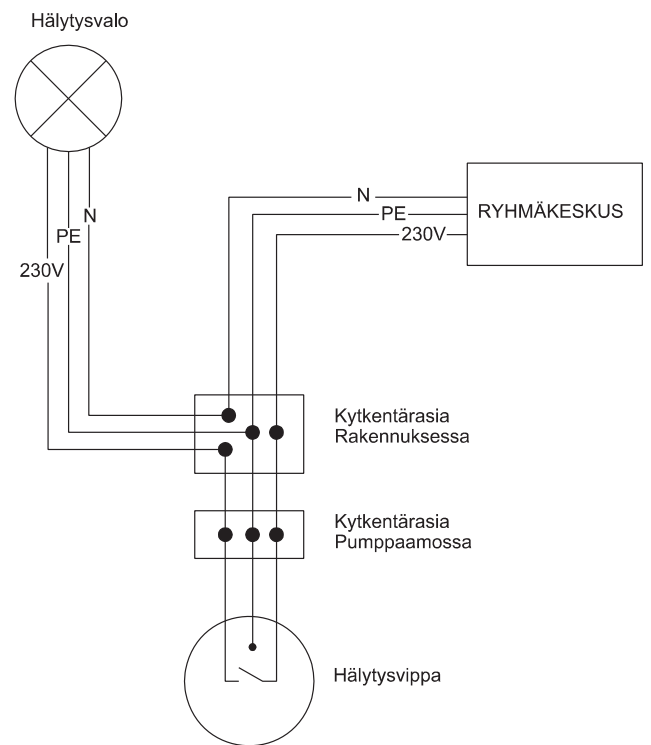 Hälytysvalo
N
PE
230V
N
PE
230V
RYHMÄKESKUS
Kytkentärasia
Rakennuksessa
Kytkentärasia
Pumppaamossa
Hälytysvippa